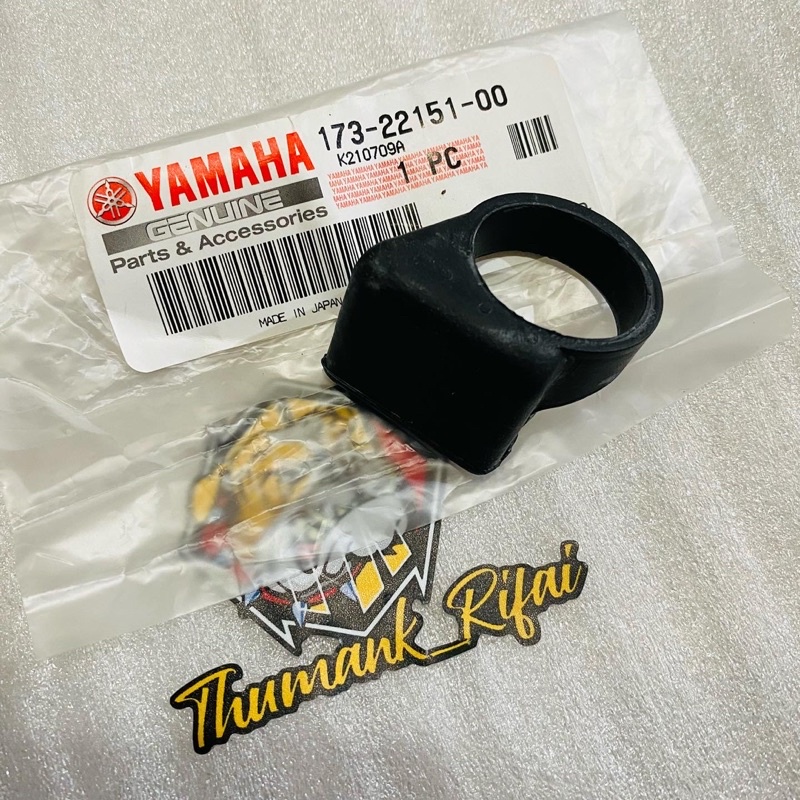 173-22151-00
K210709A
1 PC
YAMAHA
GENUINE
Parts & Accessories
MADE IN JAPAN
Thumank_Rifai